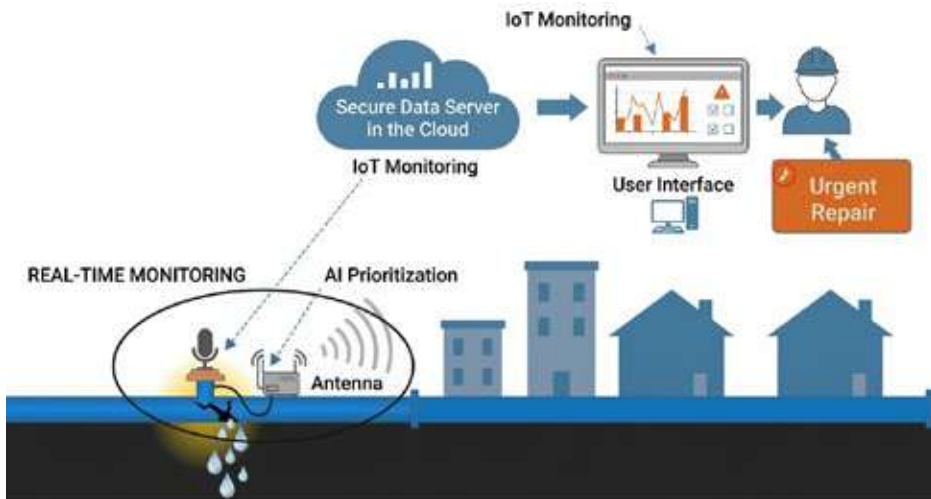 IoT Monitoring
Secure Data Server
in the Cloud
IoT Monitoring
User Interface
Urgent
Repair
REAL-TIME MONITORING
AI Prioritization
Antenna